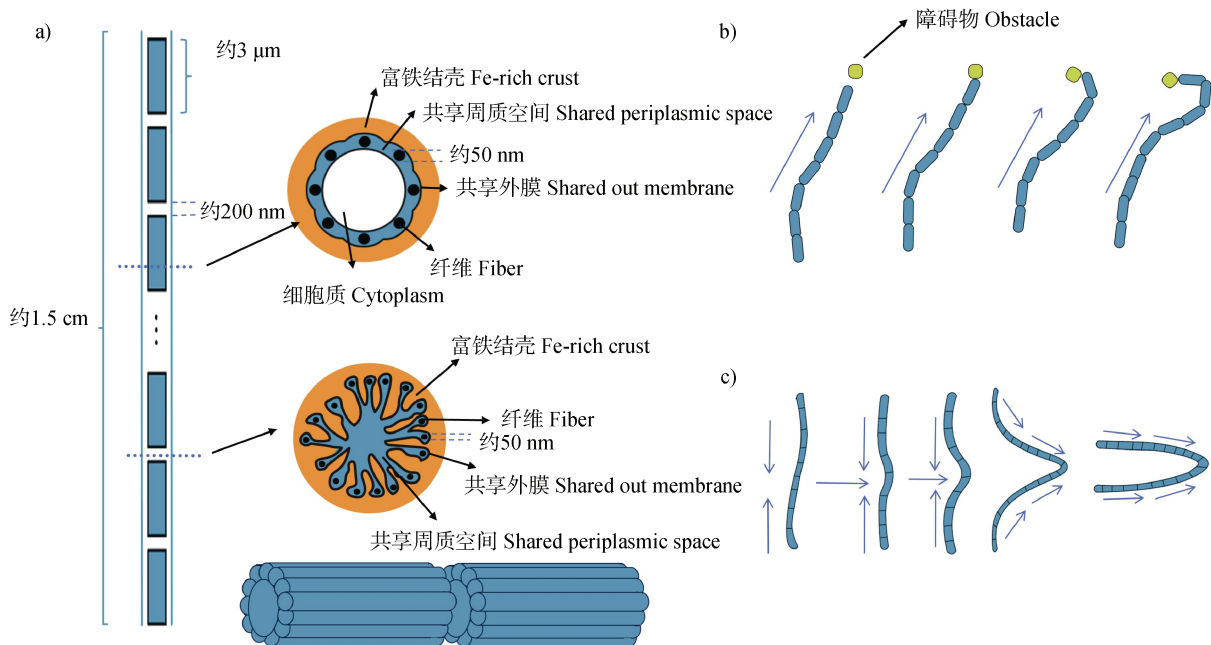 a)
约3 μm
富铁结壳 Fe-rich crust
共享周质空间 Shared periplasmic space
约50 nm
共享外膜 Shared out membrane
约200 nm
纤维 Fiber
细胞质 Cytoplasm
约1.5 cm
富铁结壳 Fe-rich crust
纤维 Fiber
约50 nm
共享外膜 Shared out membrane
共享周质空间 Shared periplasmic space
b)
障碍物 Obstacle
c)